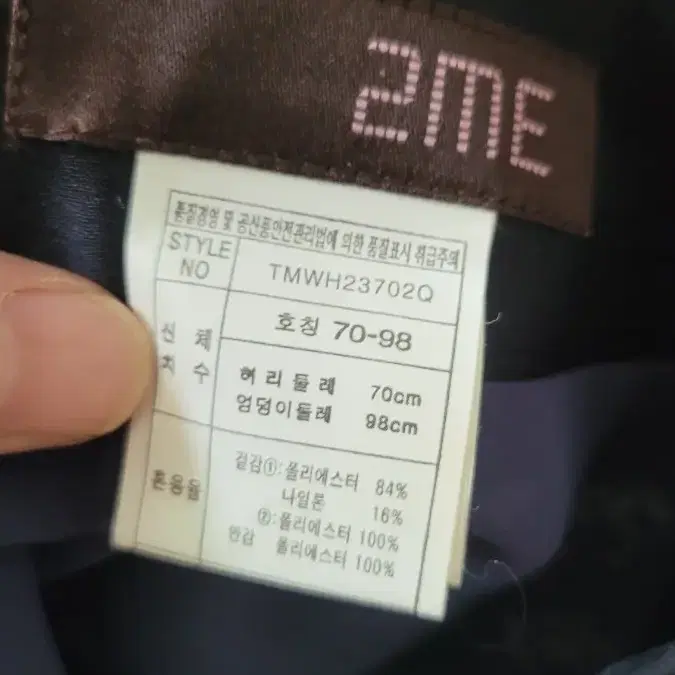 2ME
품질경영 및 공산품안전관리법에 의한 품질표시 취급주의
STYLE NO
TMWH23702Q
신체치수
호칭 70-98
허리둘레 70cm
엉덩이둘레 98cm
혼용율
겉감①:폴리에스터 84%
나일론 16%
②:폴리에스터 100%
안감 폴리에스터 100%